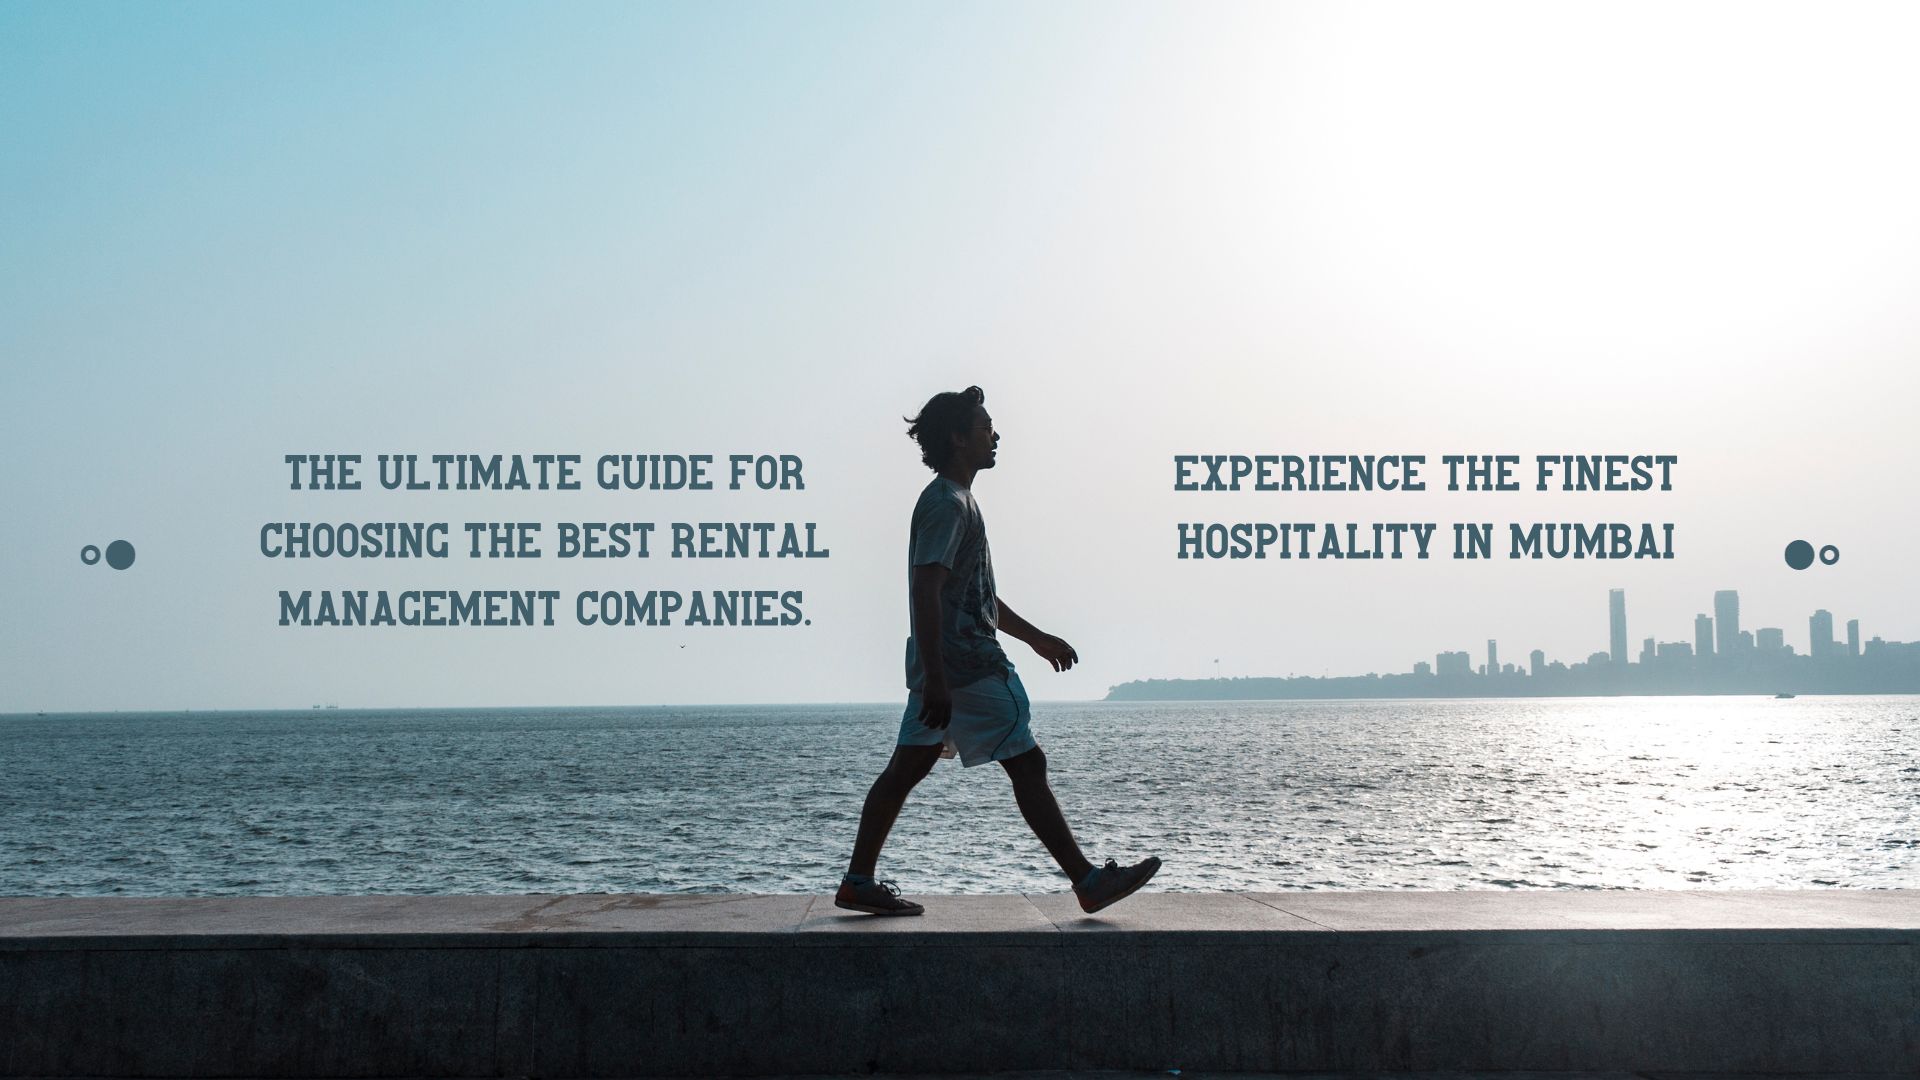 THE ULTIMATE GUIDE FOR
CHOOSING THE BEST RENTAL
MANAGEMENT COMPANIES.
EXPERIENCE THE FINEST
HOSPITALITY IN MUMBAI